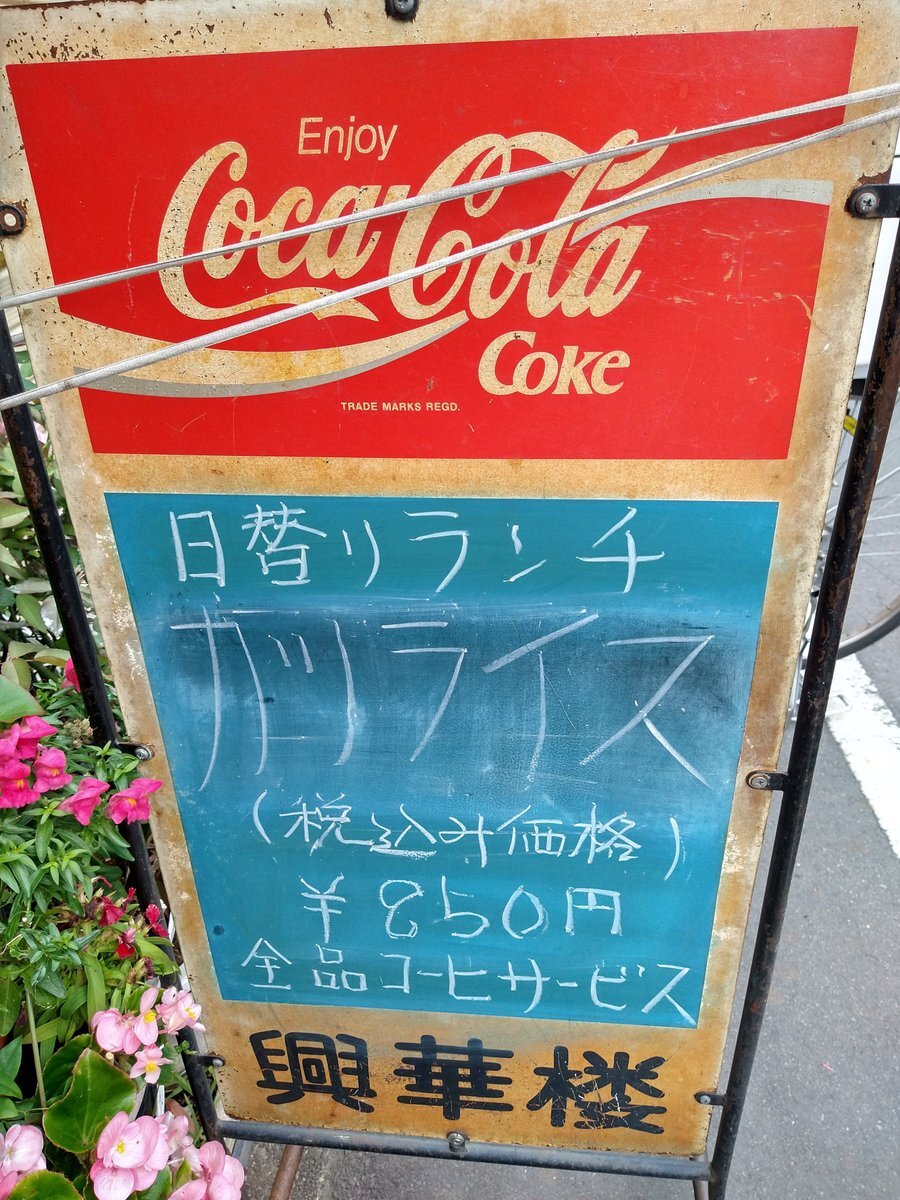 Enjoy
Coca-Cola
Coke
TRADE MARKS REGD.
日替りランチ
カツライス
(税込み価格)
¥850円
全品コーヒサービス
興華楼